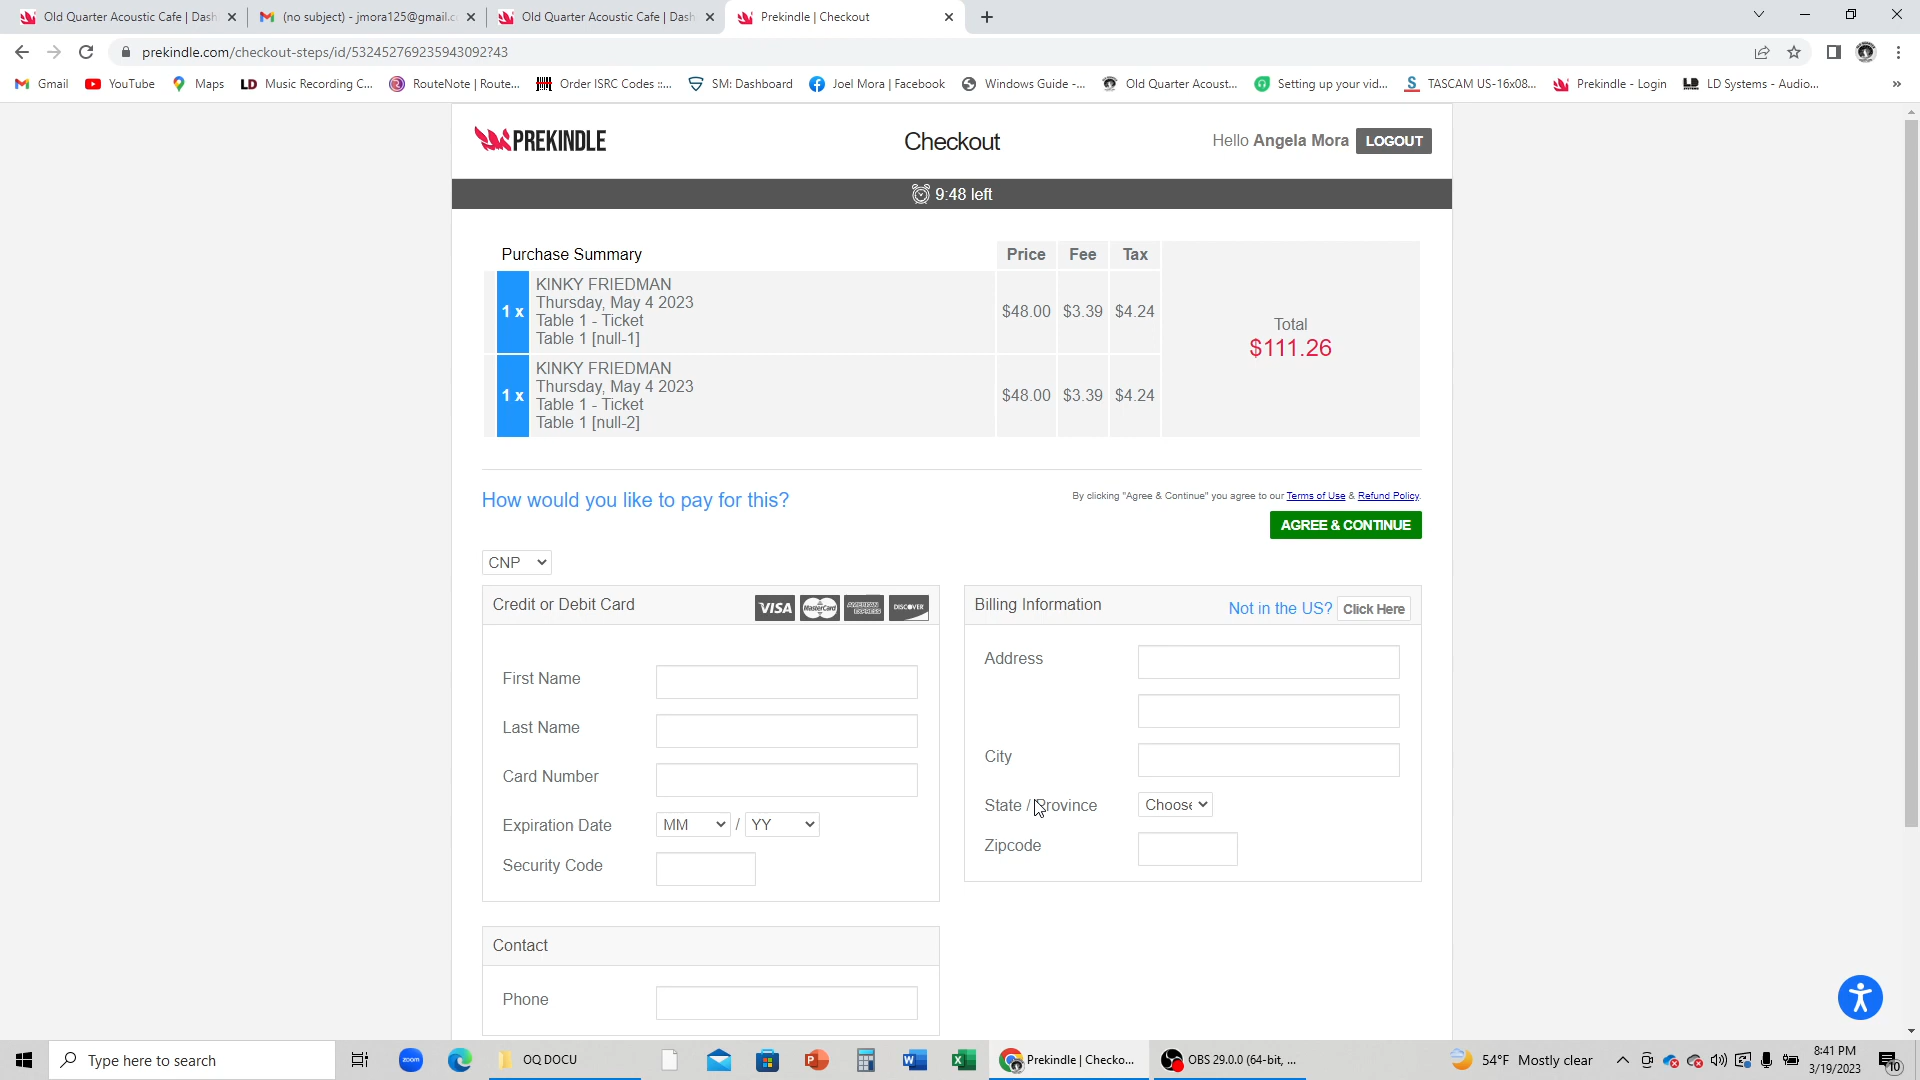 Old Quarter Acoustic Cafe | Dash
(no subject) - jmora125@gmail.c
Old Quarter Acoustic Cafe | Dash
Prekindle | Checkout
prekindle.com/checkout-steps/id/532452769235943092?43
Gmail
YouTube
Maps
LD
Music Recording C...
RouteNote | Route...
Order ISRC Codes ::...
SM: Dashboard
Joel Mora | Facebook
Windows Guide -...
Old Quarter Acoust...
Setting up your vid...
TASCAM US-16x08...
Prekindle - Login
LD Systems - Audio...
»
PREKINDLE
Checkout
Hello Angela Mora
LOGOUT
9:48 left
Purchase Summary
Price
Fee
Tax
1 x
KINKY FRIEDMAN
Thursday, May 4 2023
Table 1 - Ticket
Table 1 [null-1]
$48.00
$3.39
$4.24
1 x
KINKY FRIEDMAN
Thursday, May 4 2023
Table 1 - Ticket
Table 1 [null-2]
$48.00
$3.39
$4.24
Total
$111.26
How would you like to pay for this?
By clicking "Agree & Continue" you agree to our Terms of Use & Refund Policy.
AGREE & CONTINUE
CNP
Credit or Debit Card
VISA
MasterCard
AMERICAN EXPRESS
DISCOVER
First Name
Last Name
Card Number
Expiration Date
MM
/
YY
Security Code
Billing Information
Not in the US?
Click Here
Address
City
State / Province
Choose
Zipcode
Contact
Phone
Type here to search
zoom
OQ DOCU
Prekindle | Checko...
OBS 29.0.0 (64-bit, ...
54°F Mostly clear
8:41 PM
3/19/2023
10